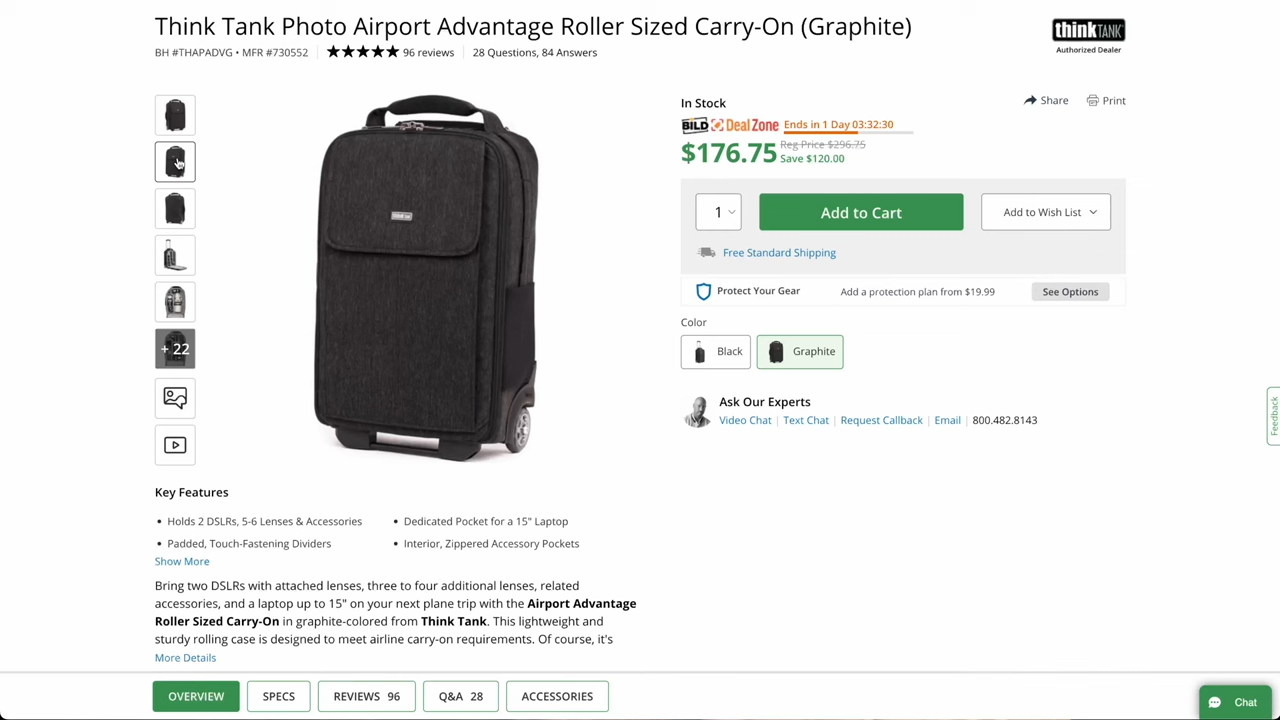 Think Tank Photo Airport Advantage Roller Sized Carry-On (Graphite)
thinkTANK
Authorized Dealer
BH #THAPADVG • MFR #730552
96 reviews
28 Questions, 84 Answers
In Stock
Share
Print
BILD DealZone Ends in 1 Day 03:32:30
$176.75
Reg Price $296.75
Save $120.00
1
Add to Cart
Add to Wish List
Free Standard Shipping
Protect Your Gear
Add a protection plan from $19.99
See Options
Color
Black
Graphite
Ask Our Experts
Video Chat | Text Chat | Request Callback | Email | 800.482.8143
+ 22
Feedback
Key Features
• Holds 2 DSLRs, 5-6 Lenses & Accessories
• Dedicated Pocket for a 15" Laptop
• Padded, Touch-Fastening Dividers
• Interior, Zippered Accessory Pockets
Show More
Bring two DSLRs with attached lenses, three to four additional lenses, related
accessories, and a laptop up to 15" on your next plane trip with the Airport Advantage
Roller Sized Carry-On in graphite-colored from Think Tank. This lightweight and
sturdy rolling case is designed to meet airline carry-on requirements. Of course, it's
More Details
OVERVIEW
SPECS
REVIEWS 96
Q&A 28
ACCESSORIES
Chat